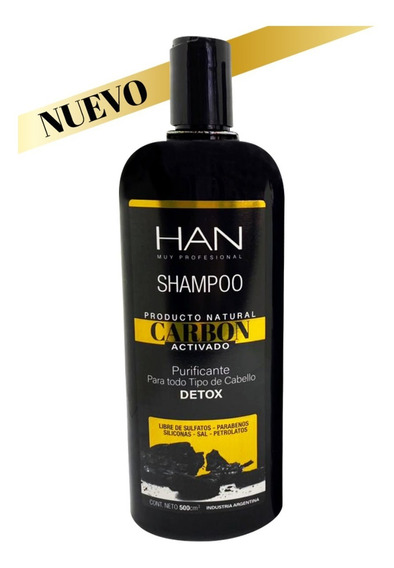 NUEVO
HAN
MUY PROFESIONAL
SHAMPOO
PRODUCTO NATURAL
CARBON
ACTIVADO
Purificante
Para todo Tipo de Cabello
DETOX
LIBRE DE SULFATOS - PARABENOS
SILICONAS - SAL - PETROLATOS
CONT. NETO 500cm³ INDUSTRIA ARGENTINA